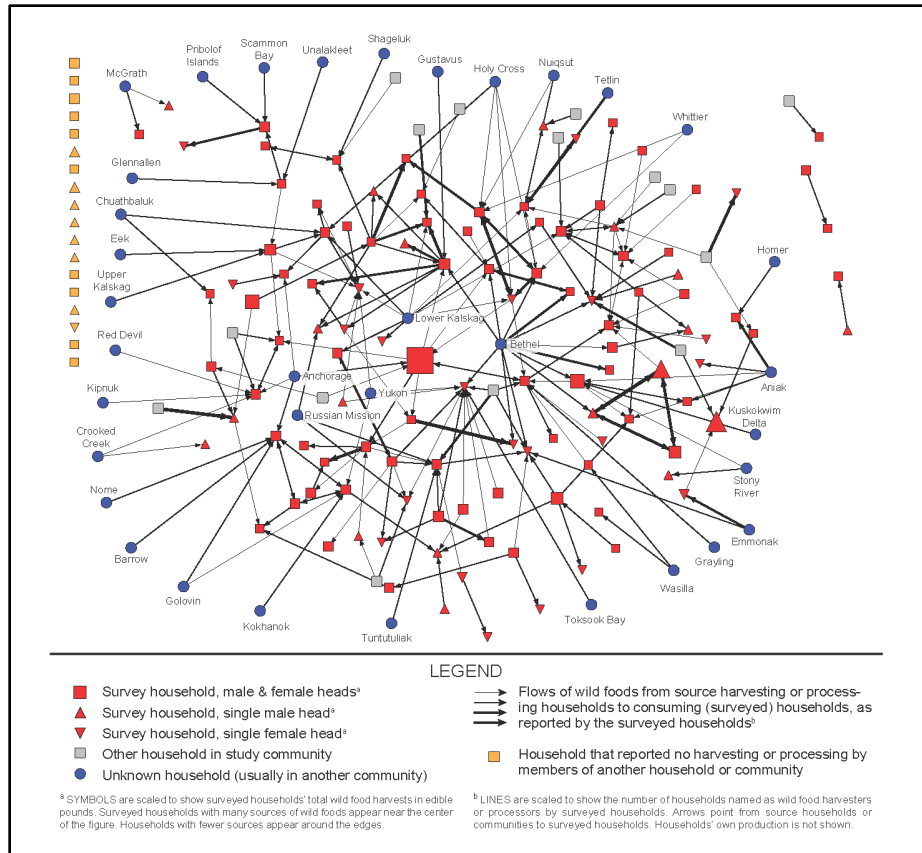 Shageluk
Unalakleet
Scammon
Bay
Pribolof
Islands
McGrath
Gustavus
Holy Cross
Nuiqsut
Tetlin
Whittier
Glennallen
Chuathbaluk
Eek
Upper
Kalskag
Homer
Red Devil
Lower Kalskag
Bethel
Kipnuk
Anchorage
Yukon
Aniak
Russian Mission
Kuskokwim
Delta
Crooked
Creek
Stony
River
Nome
Emmonak
Barrow
Grayling
Wasilla
Golovin
Kokhanok
Tuntutuliak
Toksook Bay
LEGEND
Survey household, male & female headsᵃ
Survey household, single male headᵃ
Survey household, single female headᵃ
Other household in study community
Unknown household (usually in another community)
Flows of wild foods from source harvesting or process-
ing households to consuming (surveyed) households, as
reported by the surveyed householdsᵇ
Household that reported no harvesting or processing by
members of another household or community
ᵃ SYMBOLS are scaled to show surveyed households' total wild food harvests in edible
pounds. Surveyed households with many sources of wild foods appear near the center
of the figure. Households with fewer sources appear around the edges.
ᵇ LINES are scaled to show the number of households named as wild food harvesters
or processors by surveyed households. Arrows point from source households or
communities to surveyed households. Households' own production is not shown.